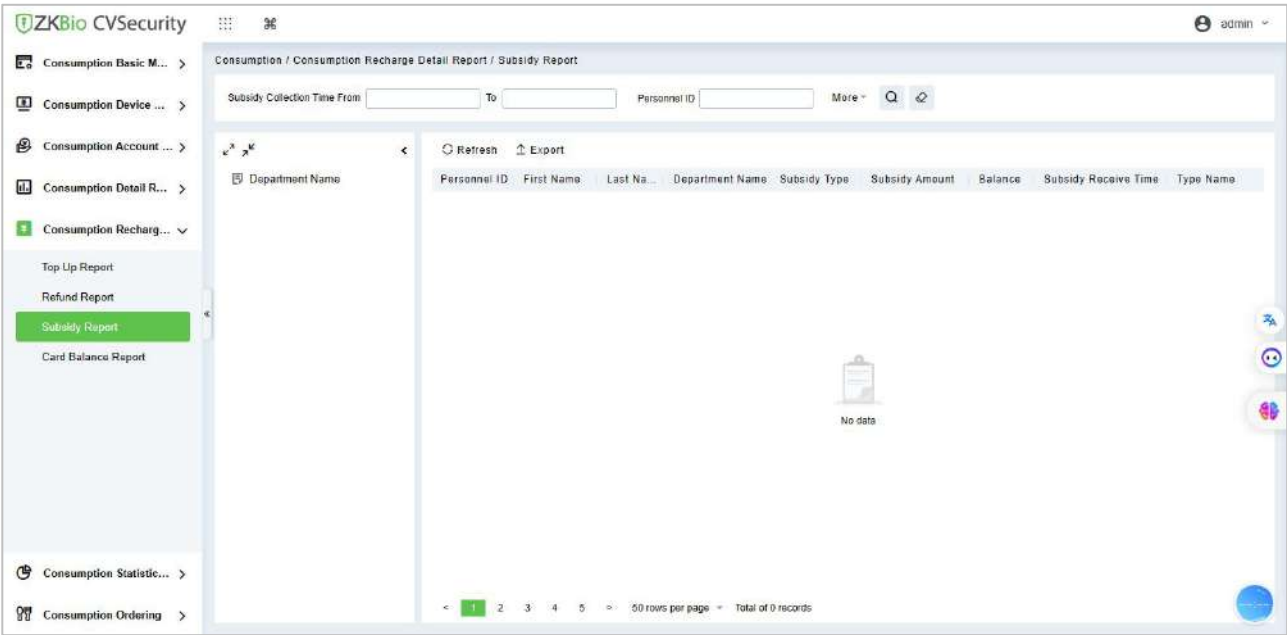 ZKBio CVSecurity
admin
Consumption Basic M...
Consumption Device ...
Consumption Account ...
Consumption Detail R...
Consumption Recharg...
Top Up Report
Refund Report
Subsidy Report
Card Balance Report
Consumption Statistic...
Consumption Ordering
Consumption / Consumption Recharge Detail Report / Subsidy Report
Subsidy Collection Time From To Personnel ID More
Department Name
Refresh Export
Personnel ID First Name Last Na... Department Name Subsidy Type Subsidy Amount Balance Subsidy Receive Time Type Name
No data
< 1 2 3 4 5 > 50 rows per page Total of 0 records